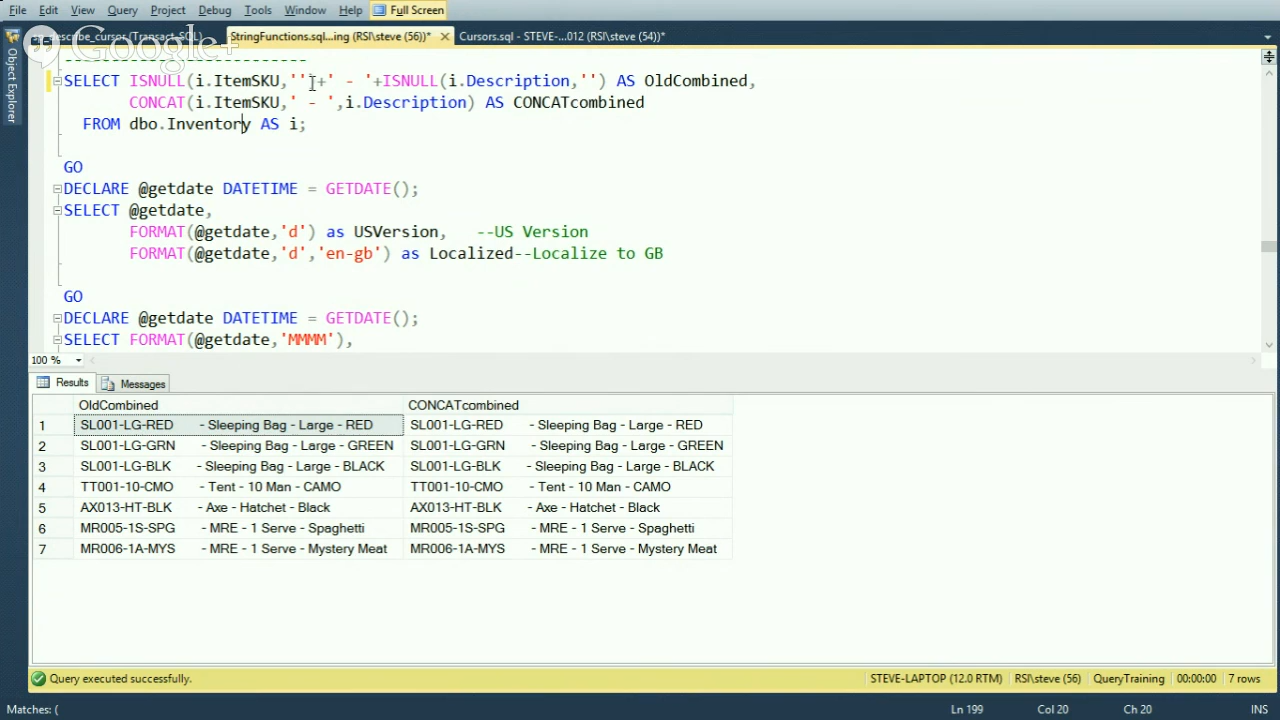 File Edit View Query Project Debug Tools Window Help Full Screen
sp_describe_cursor (Transact-SQL) StringFunctions.sql...ing (RSI\steve (56))* Cursors.sql - STEVE-...012 (RSI\steve (54))*
Google+
Object Explorer
--------------------------
SELECT ISNULL(i.ItemSKU,'')+' - '+ISNULL(i.Description,'') AS OldCombined,
CONCAT(i.ItemSKU,' - ',i.Description) AS CONCATcombined
FROM dbo.Inventory AS i;
GO
DECLARE @getdate DATETIME = GETDATE();
SELECT @getdate,
FORMAT(@getdate,'d') as USVersion, --US Version
FORMAT(@getdate,'d','en-gb') as Localized--Localize to GB
GO
DECLARE @getdate DATETIME = GETDATE();
SELECT FORMAT(@getdate,'MMMM'),
100 %
Results Messages
OldCombined CONCATcombined
1 SL001-LG-RED - Sleeping Bag - Large - RED SL001-LG-RED - Sleeping Bag - Large - RED
2 SL001-LG-GRN - Sleeping Bag - Large - GREEN SL001-LG-GRN - Sleeping Bag - Large - GREEN
3 SL001-LG-BLK - Sleeping Bag - Large - BLACK SL001-LG-BLK - Sleeping Bag - Large - BLACK
4 TT001-10-CMO - Tent - 10 Man - CAMO TT001-10-CMO - Tent - 10 Man - CAMO
5 AX013-HT-BLK - Axe - Hatchet - Black AX013-HT-BLK - Axe - Hatchet - Black
6 MR005-1S-SPG - MRE - 1 Serve - Spaghetti MR005-1S-SPG - MRE - 1 Serve - Spaghetti
7 MR006-1A-MYS - MRE - 1 Serve - Mystery Meat MR006-1A-MYS - MRE - 1 Serve - Mystery Meat
Query executed successfully. STEVE-LAPTOP (12.0 RTM) RSI\steve (56) QueryTraining 00:00:00 7 rows
Matches: ( Ln 199 Col 20 Ch 20 INS